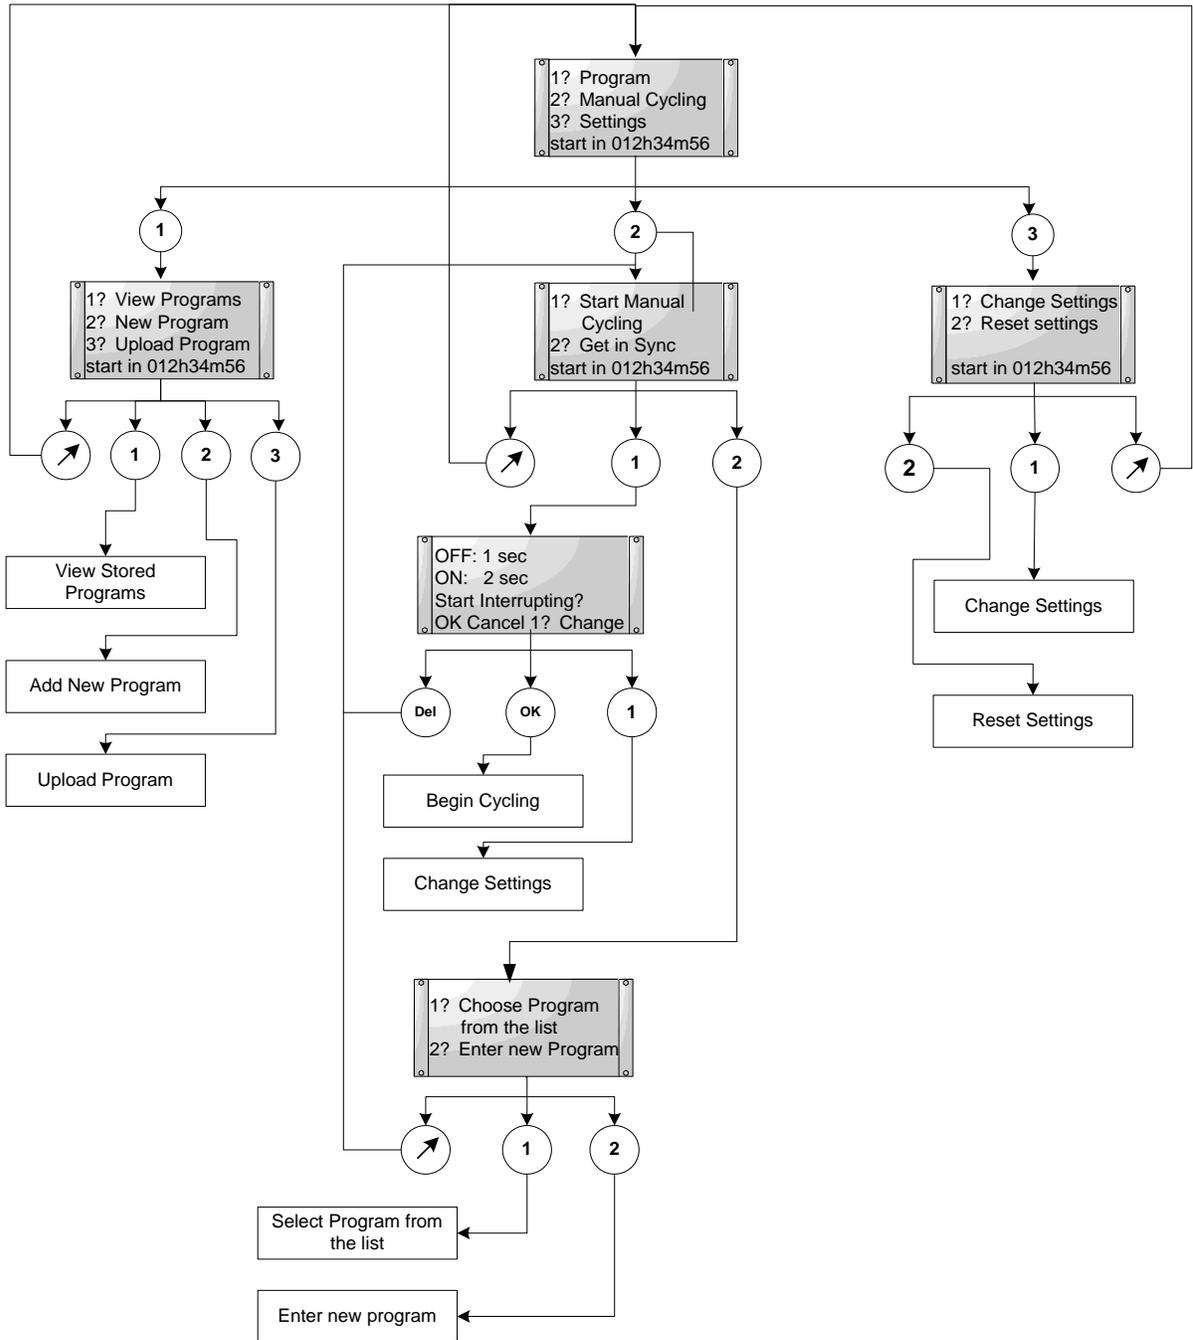 1? Program
2? Manual Cycling
3? Settings
start in 012h34m56
1
2
3
1? View Programs
2? New Program
3? Upload Program
start in 012h34m56
1? Start Manual
Cycling
2? Get in Sync
start in 012h34m56
1? Change Settings
2? Reset settings
start in 012h34m56
1
2
3
1
2
2
1
View Stored
Programs
Add New Program
Upload Program
OFF: 1 sec
ON: 2 sec
Start Interrupting?
OK Cancel 1? Change
Del
OK
1
Begin Cycling
Change Settings
Change Settings
Reset Settings
1? Choose Program
from the list
2? Enter new Program
1
2
Select Program from
the list
Enter new program